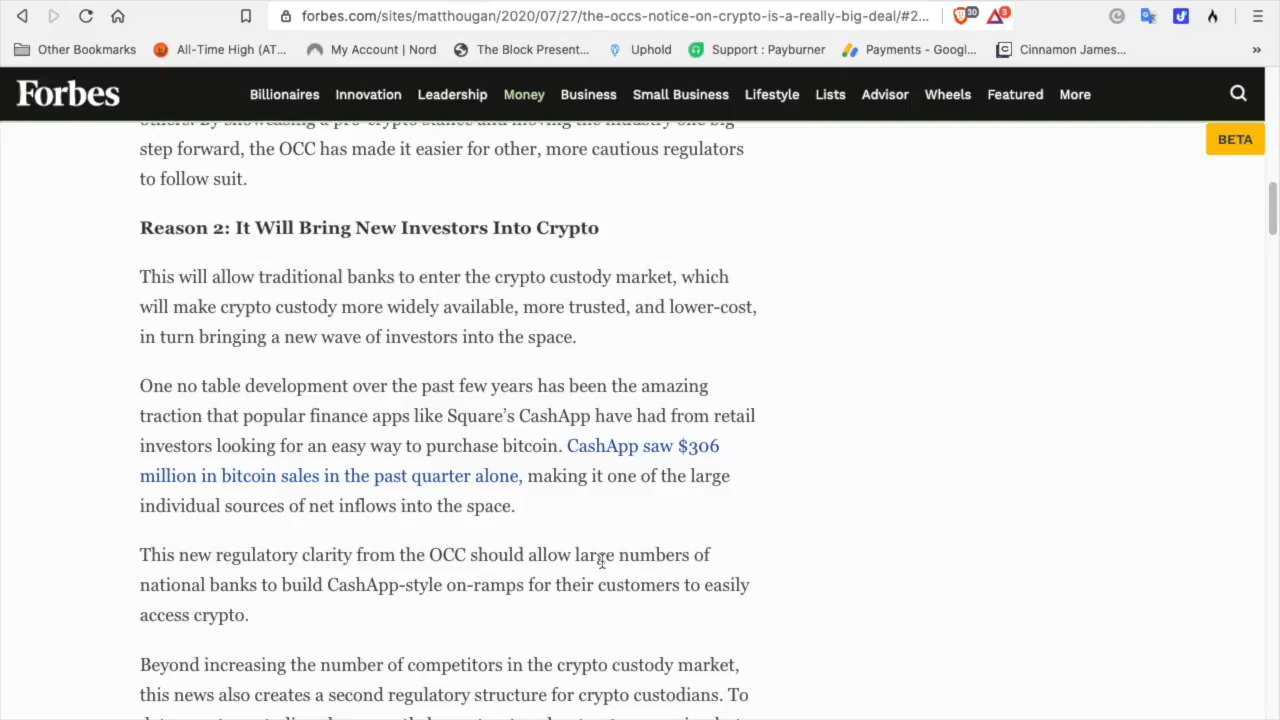 forbes.com/sites/matthougan/2020/07/27/the-occs-notice-on-crypto-is-a-really-big-deal/#2...
30
3
Other Bookmarks
All-Time High (AT...
My Account | Nord
The Block Present...
Uphold
Support : Payburner
Payments - Googl...
Cinnamon James...
»
Forbes
Billionaires
Innovation
Leadership
Money
Business
Small Business
Lifestyle
Lists
Advisor
Wheels
Featured
More
BETA
others. By showcasing a pro-crypto stance and moving the industry one big
step forward, the OCC has made it easier for other, more cautious regulators
to follow suit.
Reason 2: It Will Bring New Investors Into Crypto
This will allow traditional banks to enter the crypto custody market, which
will make crypto custody more widely available, more trusted, and lower-cost,
in turn bringing a new wave of investors into the space.
One no table development over the past few years has been the amazing
traction that popular finance apps like Square’s CashApp have had from retail
investors looking for an easy way to purchase bitcoin. CashApp saw $306
million in bitcoin sales in the past quarter alone, making it one of the large
individual sources of net inflows into the space.
This new regulatory clarity from the OCC should allow large numbers of
national banks to build CashApp-style on-ramps for their customers to easily
access crypto.
Beyond increasing the number of competitors in the crypto custody market,
this news also creates a second regulatory structure for crypto custodians. To